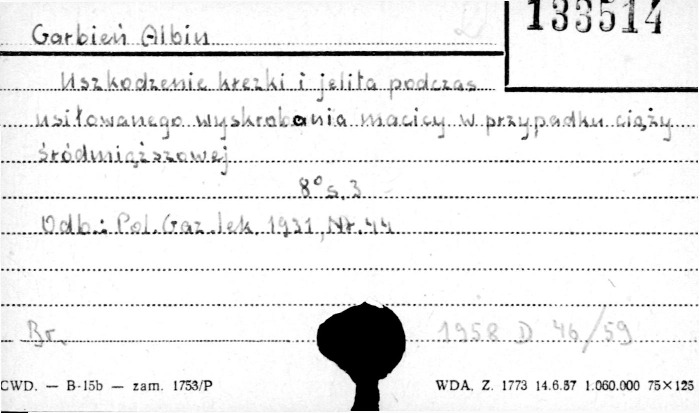 133514
Garbień Albin
Uszkodzenie krezki i jelita podczas
usiłowanego wyskrobania macicy w przypadku ciąży
śródmiąższowej
8° s. 3
Odb.: Pol. Gaz. lek. 1931, Nr. 44
Br. 1958 D 46/59
CWD. — B-15b — zam. 1753/P WDA. Z. 1773 14.6.57 1.060.000 75×125